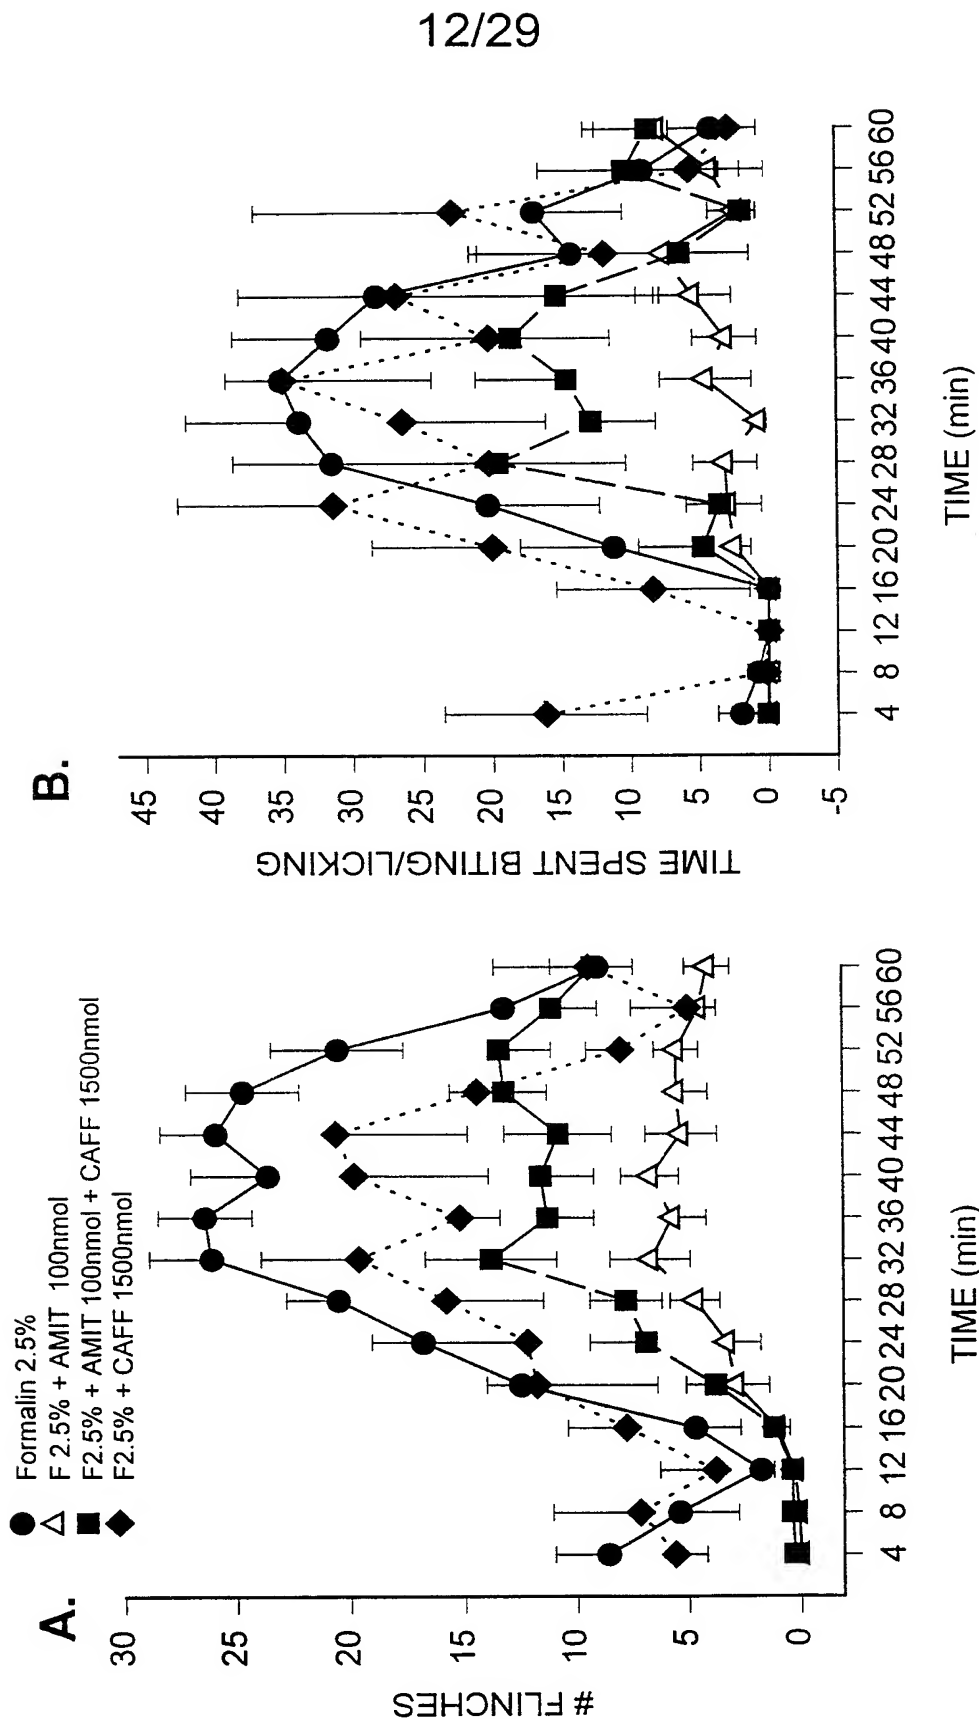 12/29
A.
Formalin 2.5%
F 2.5% + AMIT 100nmol
F2.5% + AMIT 100nmol + CAFF 1500nmol
F2.5% + CAFF 1500nmol
# FLINCHES
30
25
20
15
10
5
0
4 8 12 16 20 24 28 32 36 40 44 48 52 56 60
TIME (min)
B.
TIME SPENT BITING/LICKING
45
40
35
30
25
20
15
10
5
0
-5
4 8 12 16 20 24 28 32 36 40 44 48 52 56 60
TIME (min)